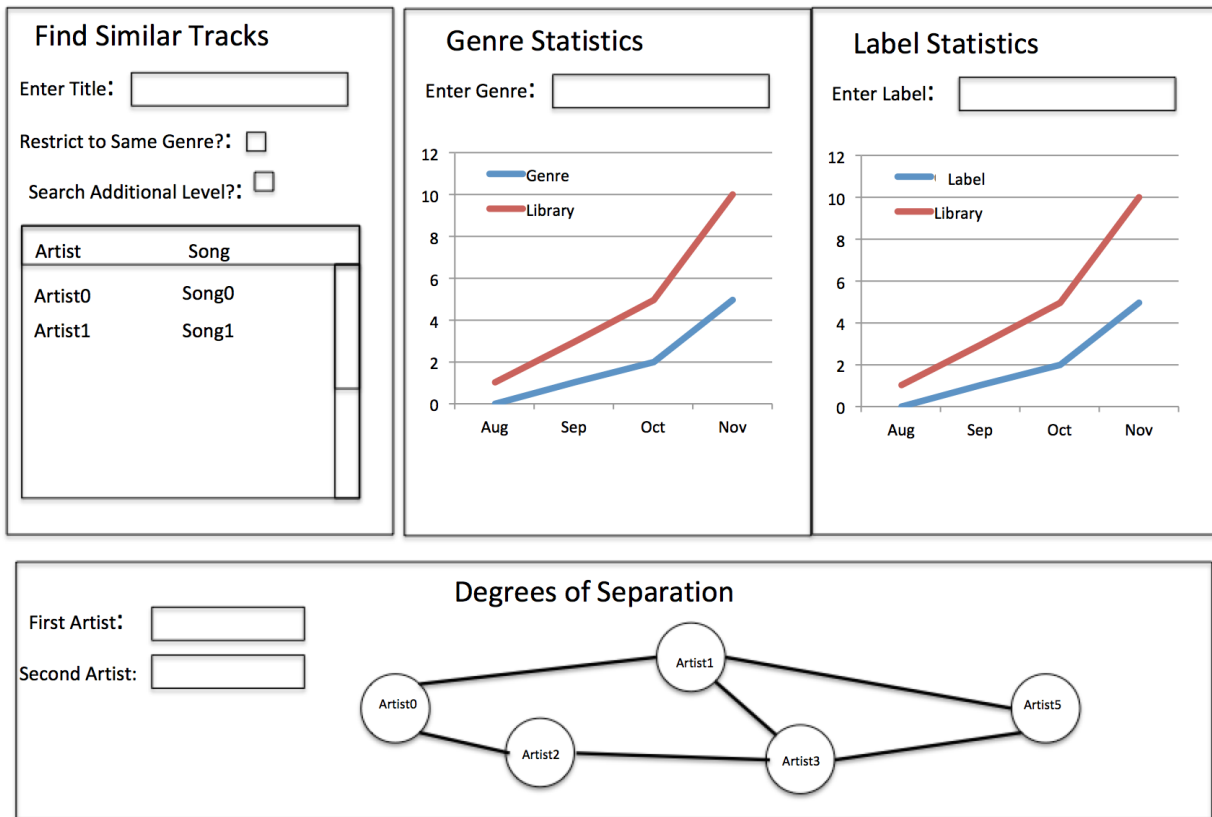 Find Similar Tracks
Enter Title:
Restrict to Same Genre?:
Search Additional Level?:
Artist Song
Artist0 Song0
Artist1 Song1
Genre Statistics
Enter Genre:
12
10
8
6
4
2
0
Genre
Library
Aug Sep Oct Nov
Label Statistics
Enter Label:
12
10
8
6
4
2
0
Label
Library
Aug Sep Oct Nov
Degrees of Separation
First Artist:
Second Artist:
Artist0
Artist1
Artist2
Artist3
Artist5